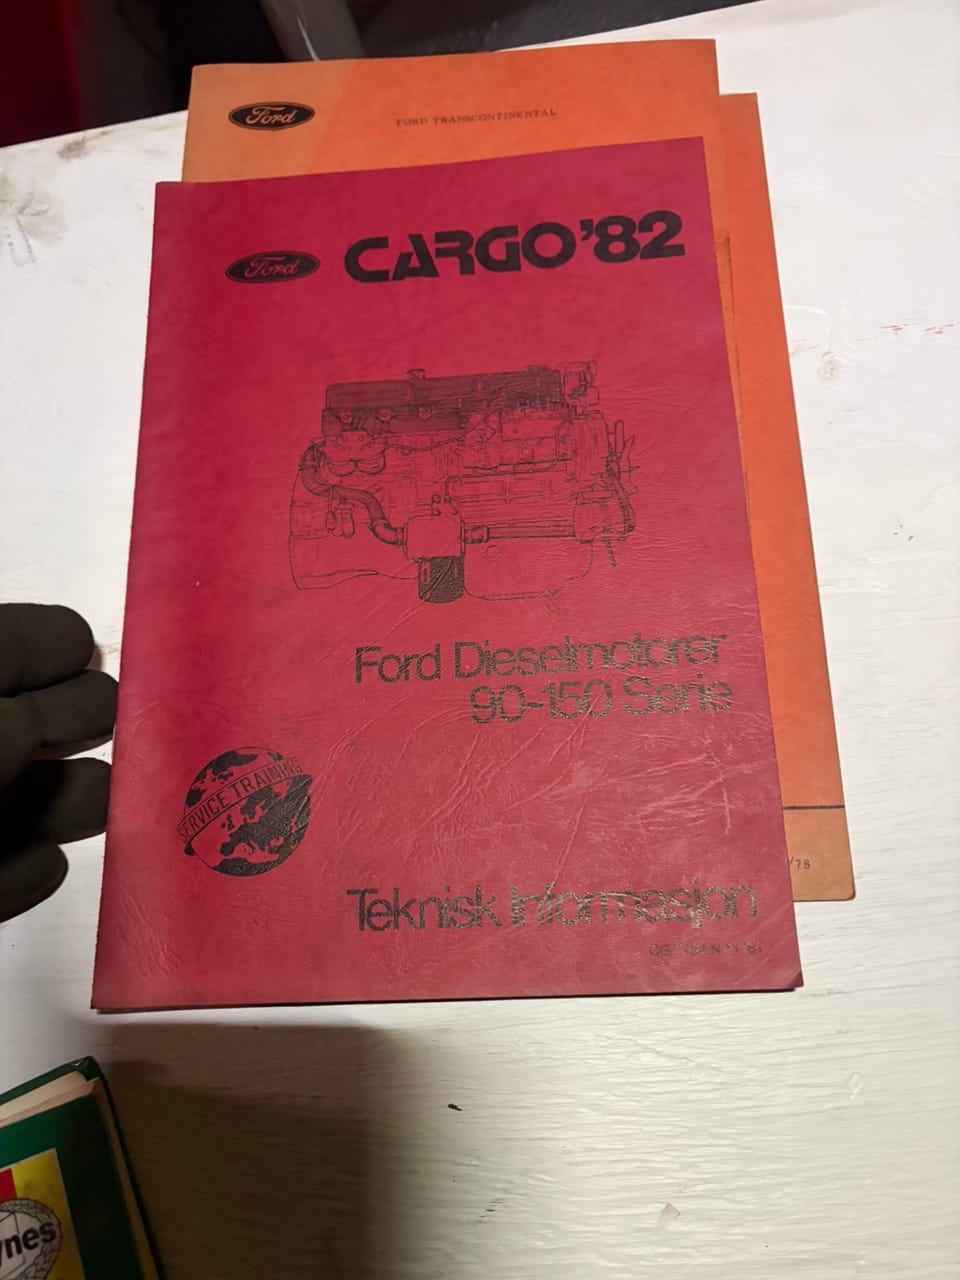 Ford
FORD TRANSCONTINENTAL
Ford
CARGO '82
Ford Dieselmotorer
90-150 Serie
SERVICE TRAINING
/78
Teknisk Informasjon